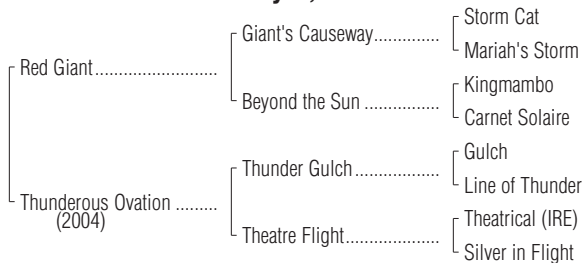 Storm Cat
Giant's Causeway
Mariah's Storm
Red Giant
Kingmambo
Beyond the Sun
Carnet Solaire
Gulch
Thunder Gulch
Line of Thunder
Thunderous Ovation
(2004)
Theatrical (IRE)
Theatre Flight
Silver in Flight